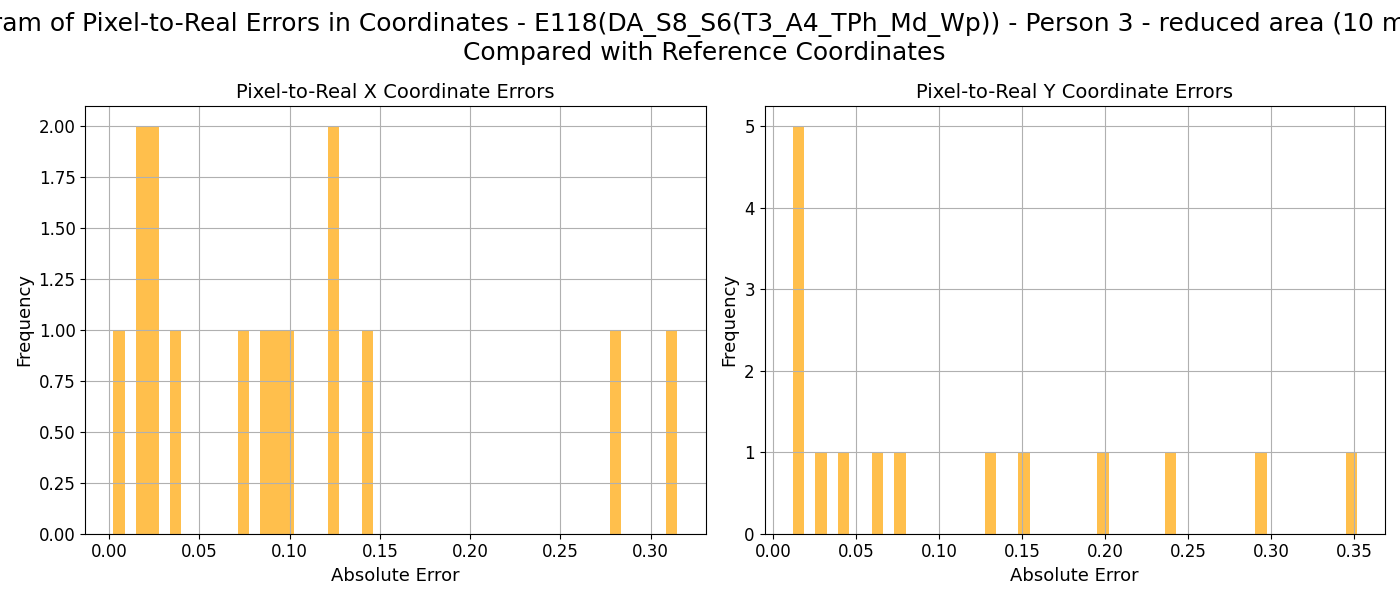 ram of Pixel-to-Real Errors in Coordinates - E118(DA_S8_S6(T3_A4_TPh_Md_Wp)) - Person 3 - reduced area (10 m
Compared with Reference Coordinates
Pixel-to-Real X Coordinate Errors
Frequency
2.00
1.75
1.50
1.25
1.00
0.75
0.50
0.25
0.00
0.00 0.05 0.10 0.15 0.20 0.25 0.30
Absolute Error
Pixel-to-Real Y Coordinate Errors
Frequency
5
4
3
2
1
0
0.00 0.05 0.10 0.15 0.20 0.25 0.30 0.35
Absolute Error